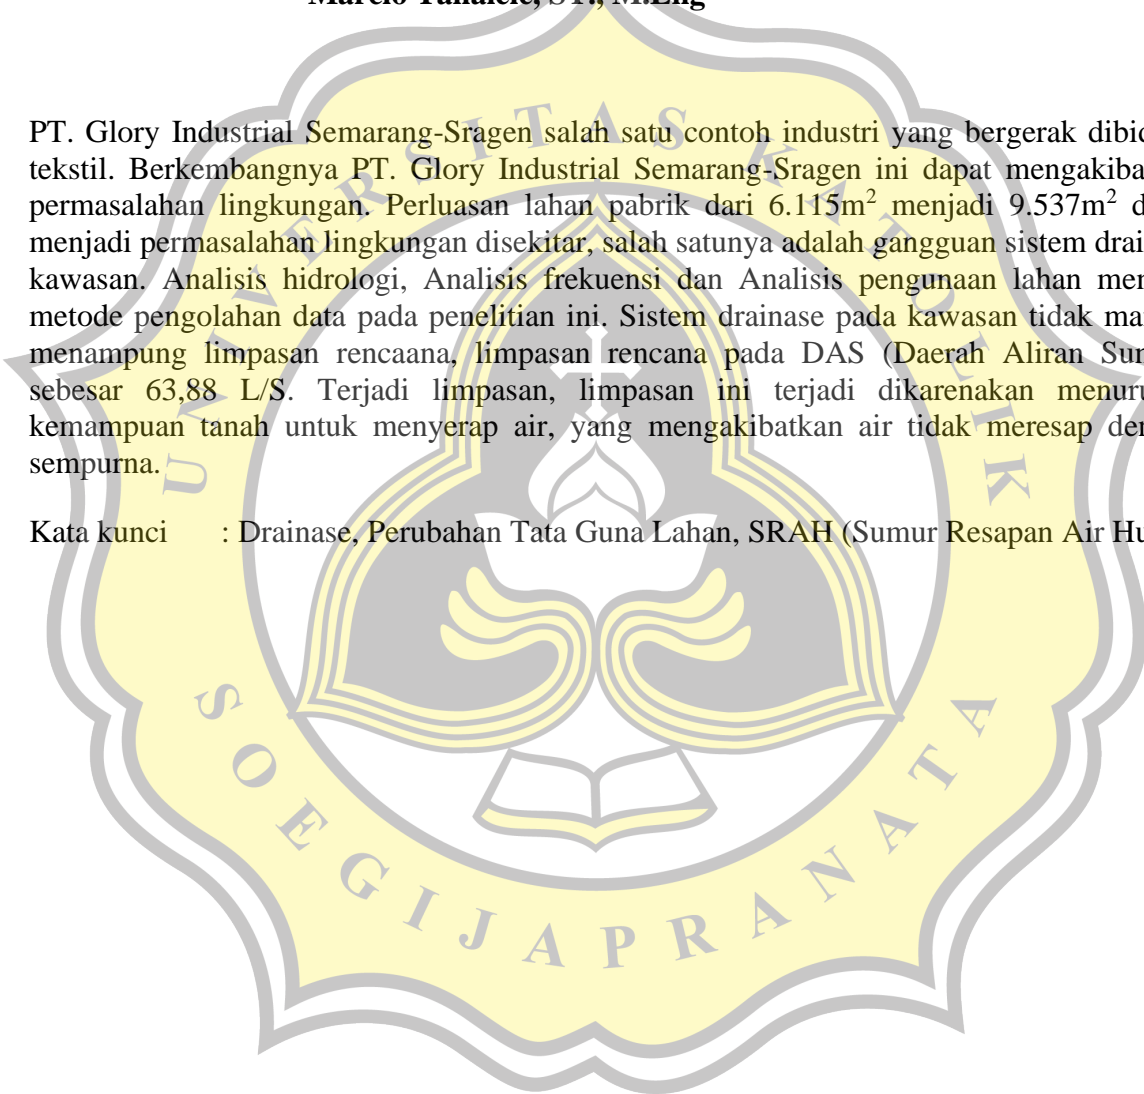 PT. Glory Industrial Semarang-Sragen salah satu contoh industri yang bergerak dibid
tekstil. Berkembangnya PT. Glory Industrial Semarang-Sragen ini dapat mengakiba
permasalahan lingkungan. Perluasan lahan pabrik dari 6.115m² menjadi 9.537m² d
menjadi permasalahan lingkungan disekitar, salah satunya adalah gangguan sistem drai
kawasan. Analisis hidrologi, Analisis frekuensi dan Analisis pengunaan lahan men
metode pengolahan data pada penelitian ini. Sistem drainase pada kawasan tidak ma
menampung limpasan rencaana, limpasan rencana pada DAS (Daerah Aliran Sun
sebesar 63,88 L/S. Terjadi limpasan, limpasan ini terjadi dikarenakan menuru
kemampuan tanah untuk menyerap air, yang mengakibatkan air tidak meresap den
sempurna.
Kata kunci : Drainase, Perubahan Tata Guna Lahan, SRAH (Sumur Resapan Air Hu
UNIVERSITAS KATOLIK
SOEGIJAPRANATA